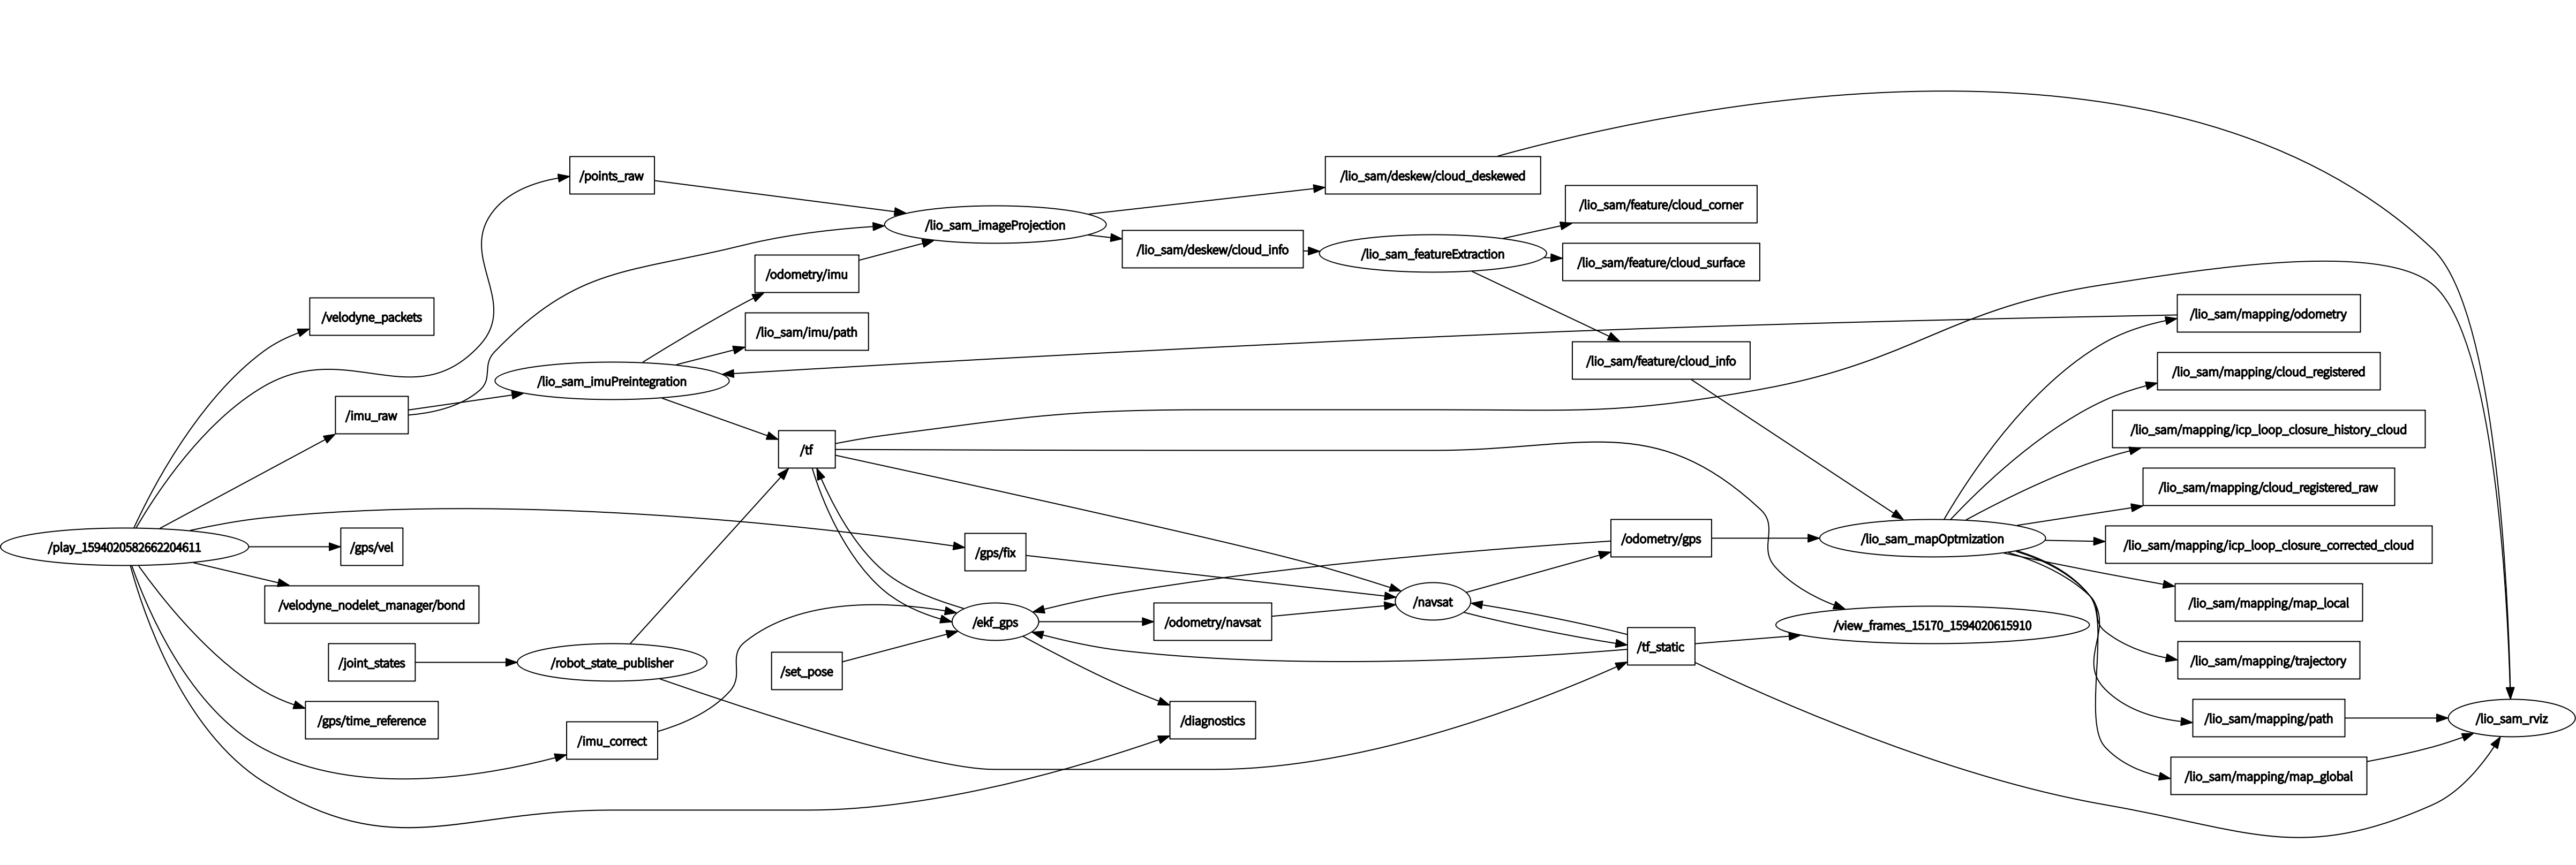 /points_raw
/lio_sam/deskew/cloud_deskewed
/lio_sam/feature/cloud_corner
/lio_sam_imageProjection
/lio_sam/deskew/cloud_info
/lio_sam_featureExtraction
/lio_sam/feature/cloud_surface
/odometry/imu
/velodyne_packets
/lio_sam/imu/path
/lio_sam/mapping/odometry
/lio_sam/feature/cloud_info
/lio_sam/mapping/cloud_registered
/lio_sam_imuPreintegration
/imu_raw
/lio_sam/mapping/icp_loop_closure_history_cloud
/tf
/lio_sam/mapping/cloud_registered_raw
/play_1594020582662204611
/gps/vel
/gps/fix
/odometry/gps
/lio_sam_mapOptmization
/lio_sam/mapping/icp_loop_closure_corrected_cloud
/velodyne_nodelet_manager/bond
/navsat
/lio_sam/mapping/map_local
/ekf_gps
/odometry/navsat
/view_frames_15170_1594020615910
/joint_states
/robot_state_publisher
/set_pose
/tf_static
/lio_sam/mapping/trajectory
/gps/time_reference
/diagnostics
/lio_sam/mapping/path
/lio_sam_rviz
/imu_correct
/lio_sam/mapping/map_global